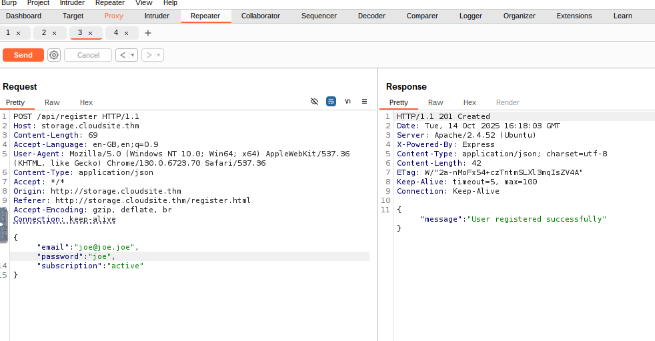 Burp Project Intruder Repeater View Help
Dashboard Target Proxy Intruder Repeater Collaborator Sequencer Decoder Comparer Logger Organizer Extensions Learn
1 × 2 × 3 × 4 × +
Send Cancel < >
Request
Pretty Raw Hex
1 POST /api/register HTTP/1.1
2 Host: storage.cloudsite.thm
3 Content-Length: 69
4 Accept-Language: en-GB,en;q=0.9
5 User-Agent: Mozilla/5.0 (Windows NT 10.0; Win64; x64) AppleWebKit/537.36
(KHTML, like Gecko) Chrome/130.0.6723.70 Safari/537.36
6 Content-Type: application/json
7 Accept: */*
8 Origin: http://storage.cloudsite.thm
9 Referer: http://storage.cloudsite.thm/register.html
Accept-Encoding: gzip, deflate, br
Connection: keep-alive
{
"email":"joe@joe.joe",
"password":"joe",
14 "subscription":"active"
15 }
Response
Pretty Raw Hex Render
1 HTTP/1.1 201 Created
2 Date: Tue, 14 Oct 2025 16:18:03 GMT
3 Server: Apache/2.4.52 (Ubuntu)
4 X-Powered-By: Express
5 Content-Type: application/json; charset=utf-8
6 Content-Length: 42
7 ETag: W/"2a-nMoFx54+czTntmSLXl3mqIsZV4A"
8 Keep-Alive: timeout=5, max=100
9 Connection: Keep-Alive
10
11 {
"message":"User registered successfully"
}